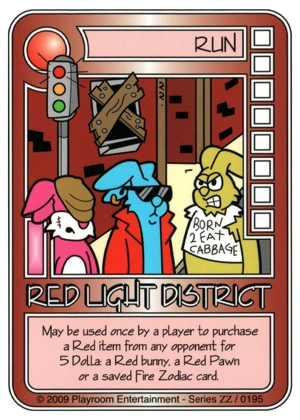 RUN
BORN
2 EAT
CABBAGE
RED LIGHT DISTRICT
May be used once by a player to purchase
a Red item from any opponent for
5 Dolla: a Red bunny, a Red Pawn
or a saved Fire Zodiac card.
© 2009 Playroom Entertainment - Series ZZ / 0195